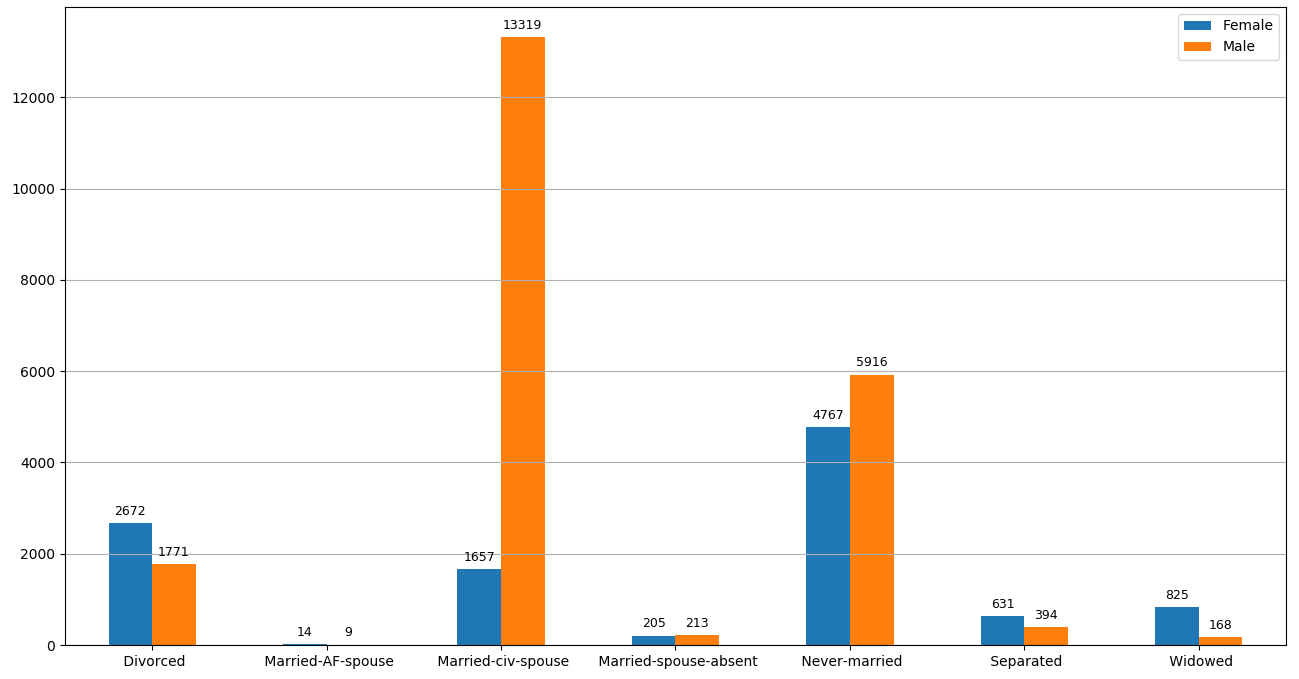 13319
Female
Male
12000
10000
8000
6000
5916
4767
4000
2672
2000
1771
1657
14
9
205
213
631
394
825
168
0
Divorced
Married-AF-spouse
Married-civ-spouse
Married-spouse-absent
Never-married
Separated
Widowed